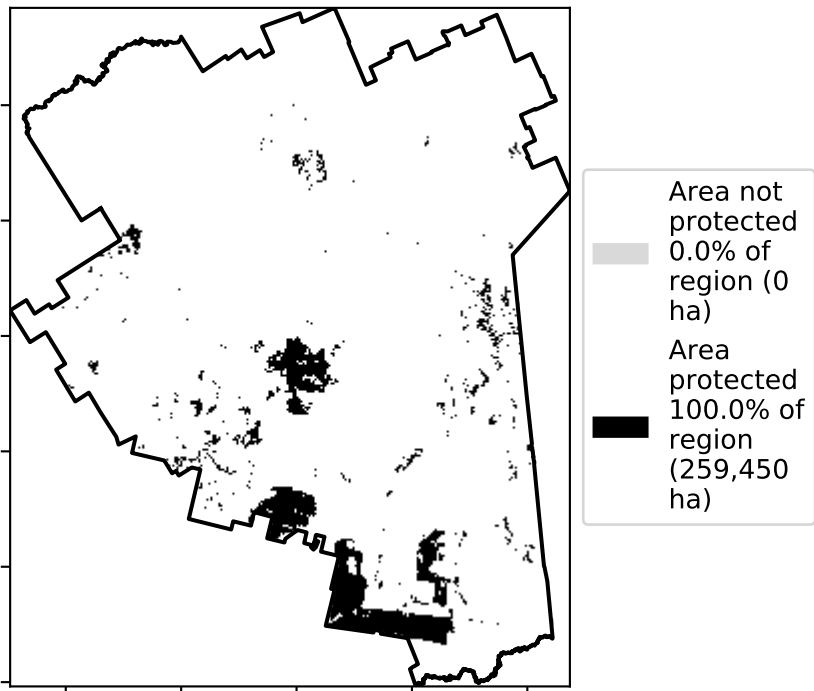 Area not
protected
0.0% of
region (0
ha)
Area
protected
100.0% of
region
(259,450
ha)